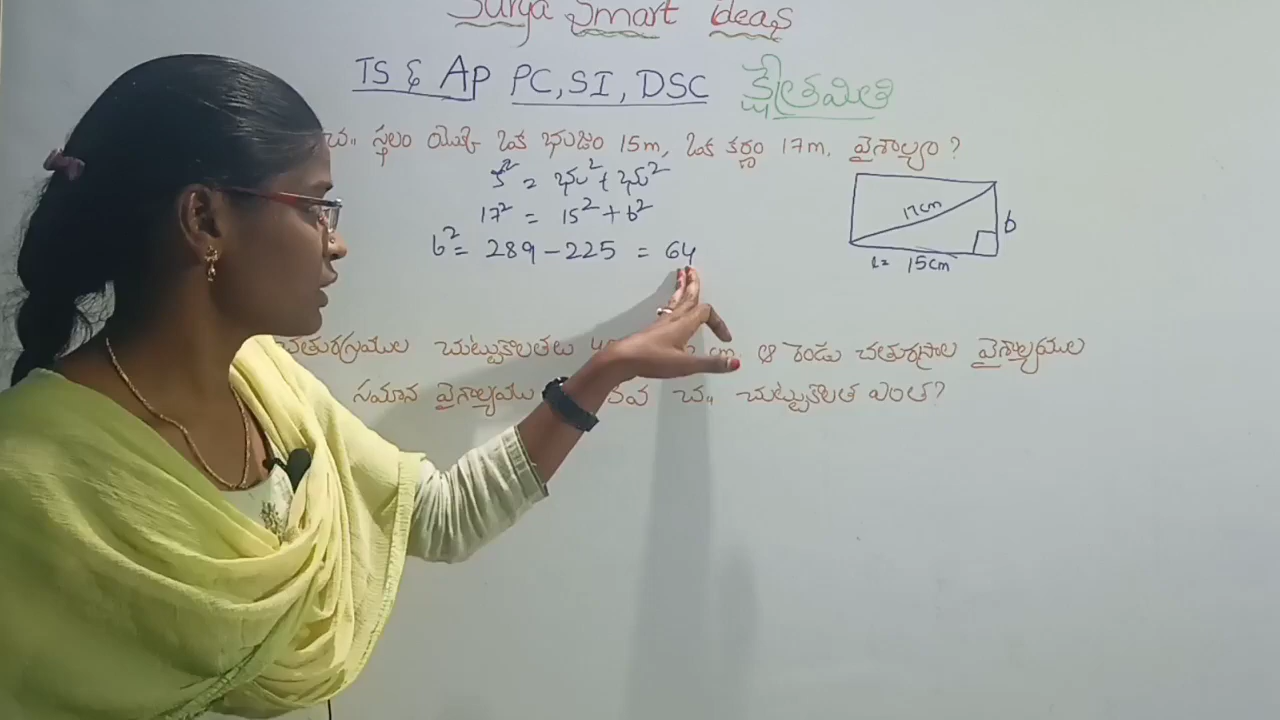 Surya Smart ideas
TS & AP PC, SI, DSC క్షేత్రమితి
చ॥ స్థలం యొక్క ఒక భుజం 15m, ఒక కర్ణం 17m, వైశాల్యం?
క² = భు² + భు²
17² = 15² + b²
b² = 289 - 225 = 64
17cm
b
l = 15cm
చతురస్రముల చుట్టుకొలతలు cm. ఆ రెండు చతురస్రాల వైశాల్యముల
సమాన వైశాల్యము చ॥ చుట్టుకొలత ఎంత?